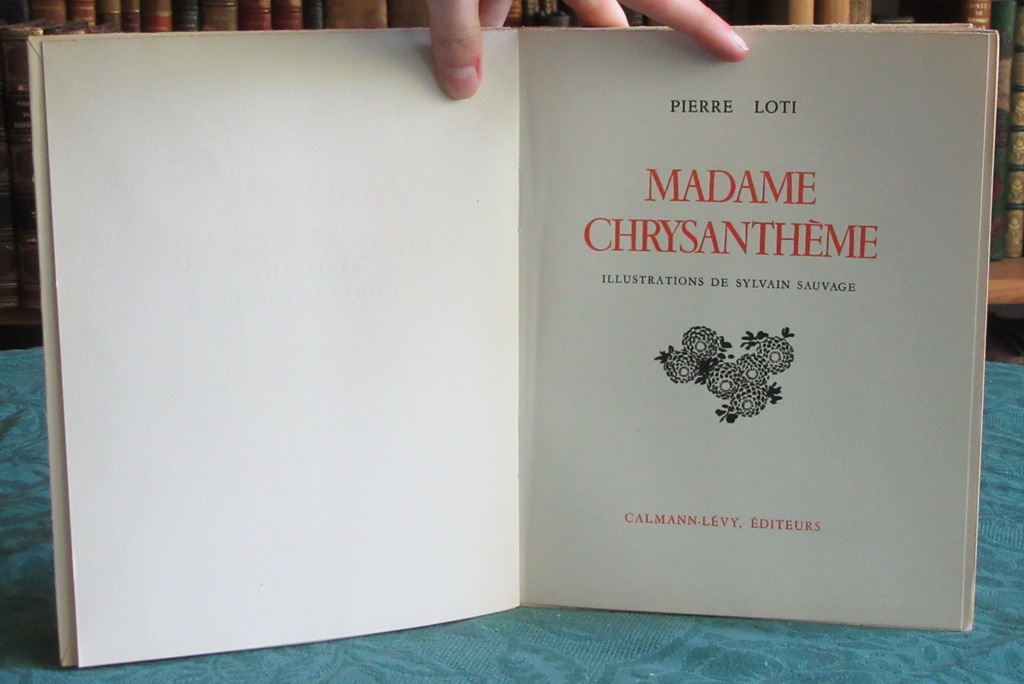 PIERRE LOTI
MADAME
CHRYSANTHÈME
ILLUSTRATIONS DE SYLVAIN SAUVAGE
CALMANN-LÉVY, ÉDITEURS